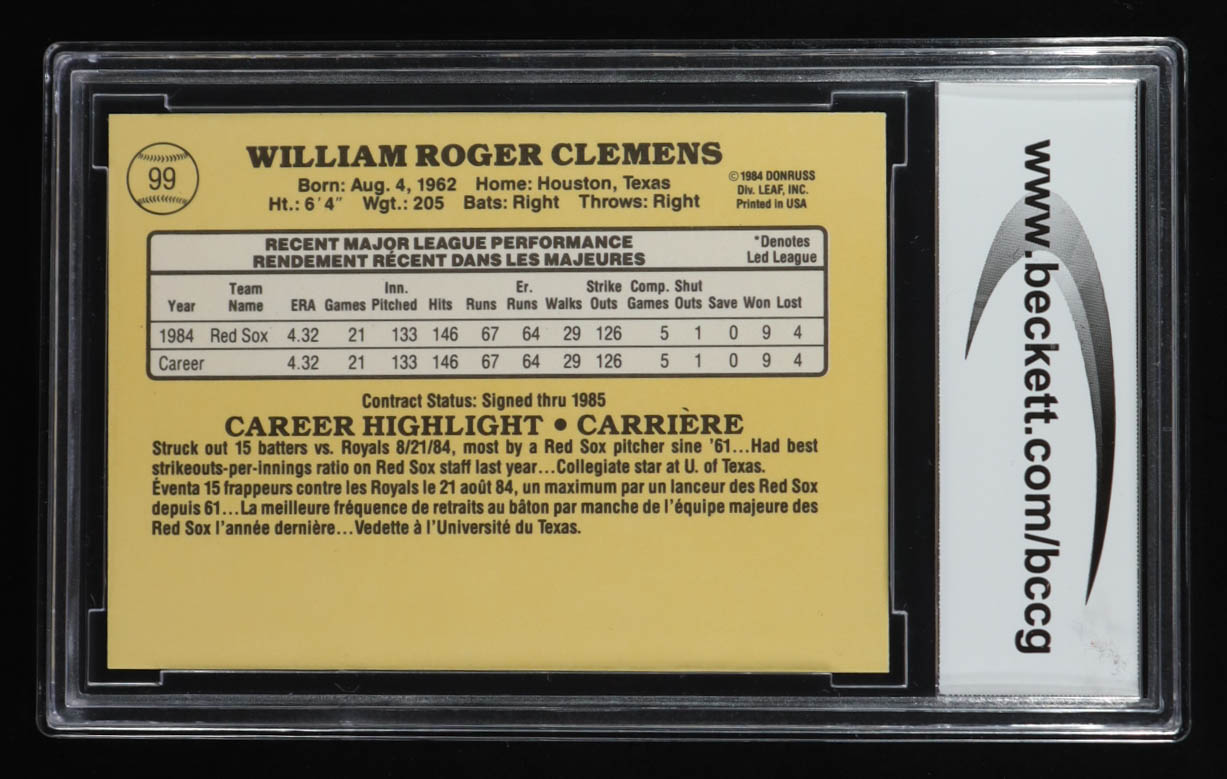 99
WILLIAM ROGER CLEMENS
Born: Aug. 4, 1962 Home: Houston, Texas
Ht.: 6'4" Wgt.: 205 Bats: Right Throws: Right
©1984 DONRUSS
Div. LEAF, INC.
Printed in USA
RECENT MAJOR LEAGUE PERFORMANCE
RENDEMENT RÉCENT DANS LES MAJEURES
*Denotes
Led League
Year Team Name ERA Games Inn. Pitched Hits Runs Er. Runs Walks Strike Outs Comp. Games Shut Outs Save Won Lost
1984 Red Sox 4.32 21 133 146 67 64 29 126 5 1 0 9 4
Career 4.32 21 133 146 67 64 29 126 5 1 0 9 4
Contract Status: Signed thru 1985
CAREER HIGHLIGHT • CARRIÈRE
Struck out 15 batters vs. Royals 8/21/84, most by a Red Sox pitcher sine '61...Had best
strikeouts-per-innings ratio on Red Sox staff last year...Collegiate star at U. of Texas.
Éventa 15 frappeurs contre les Royals le 21 août 84, un maximum par un lanceur des Red Sox
depuis 61...La meilleure fréquence de retraits au bâton par manche de l'équipe majeure des
Red Sox l'année dernière...Vedette à l'Université du Texas.
www.beckett.com/bccg